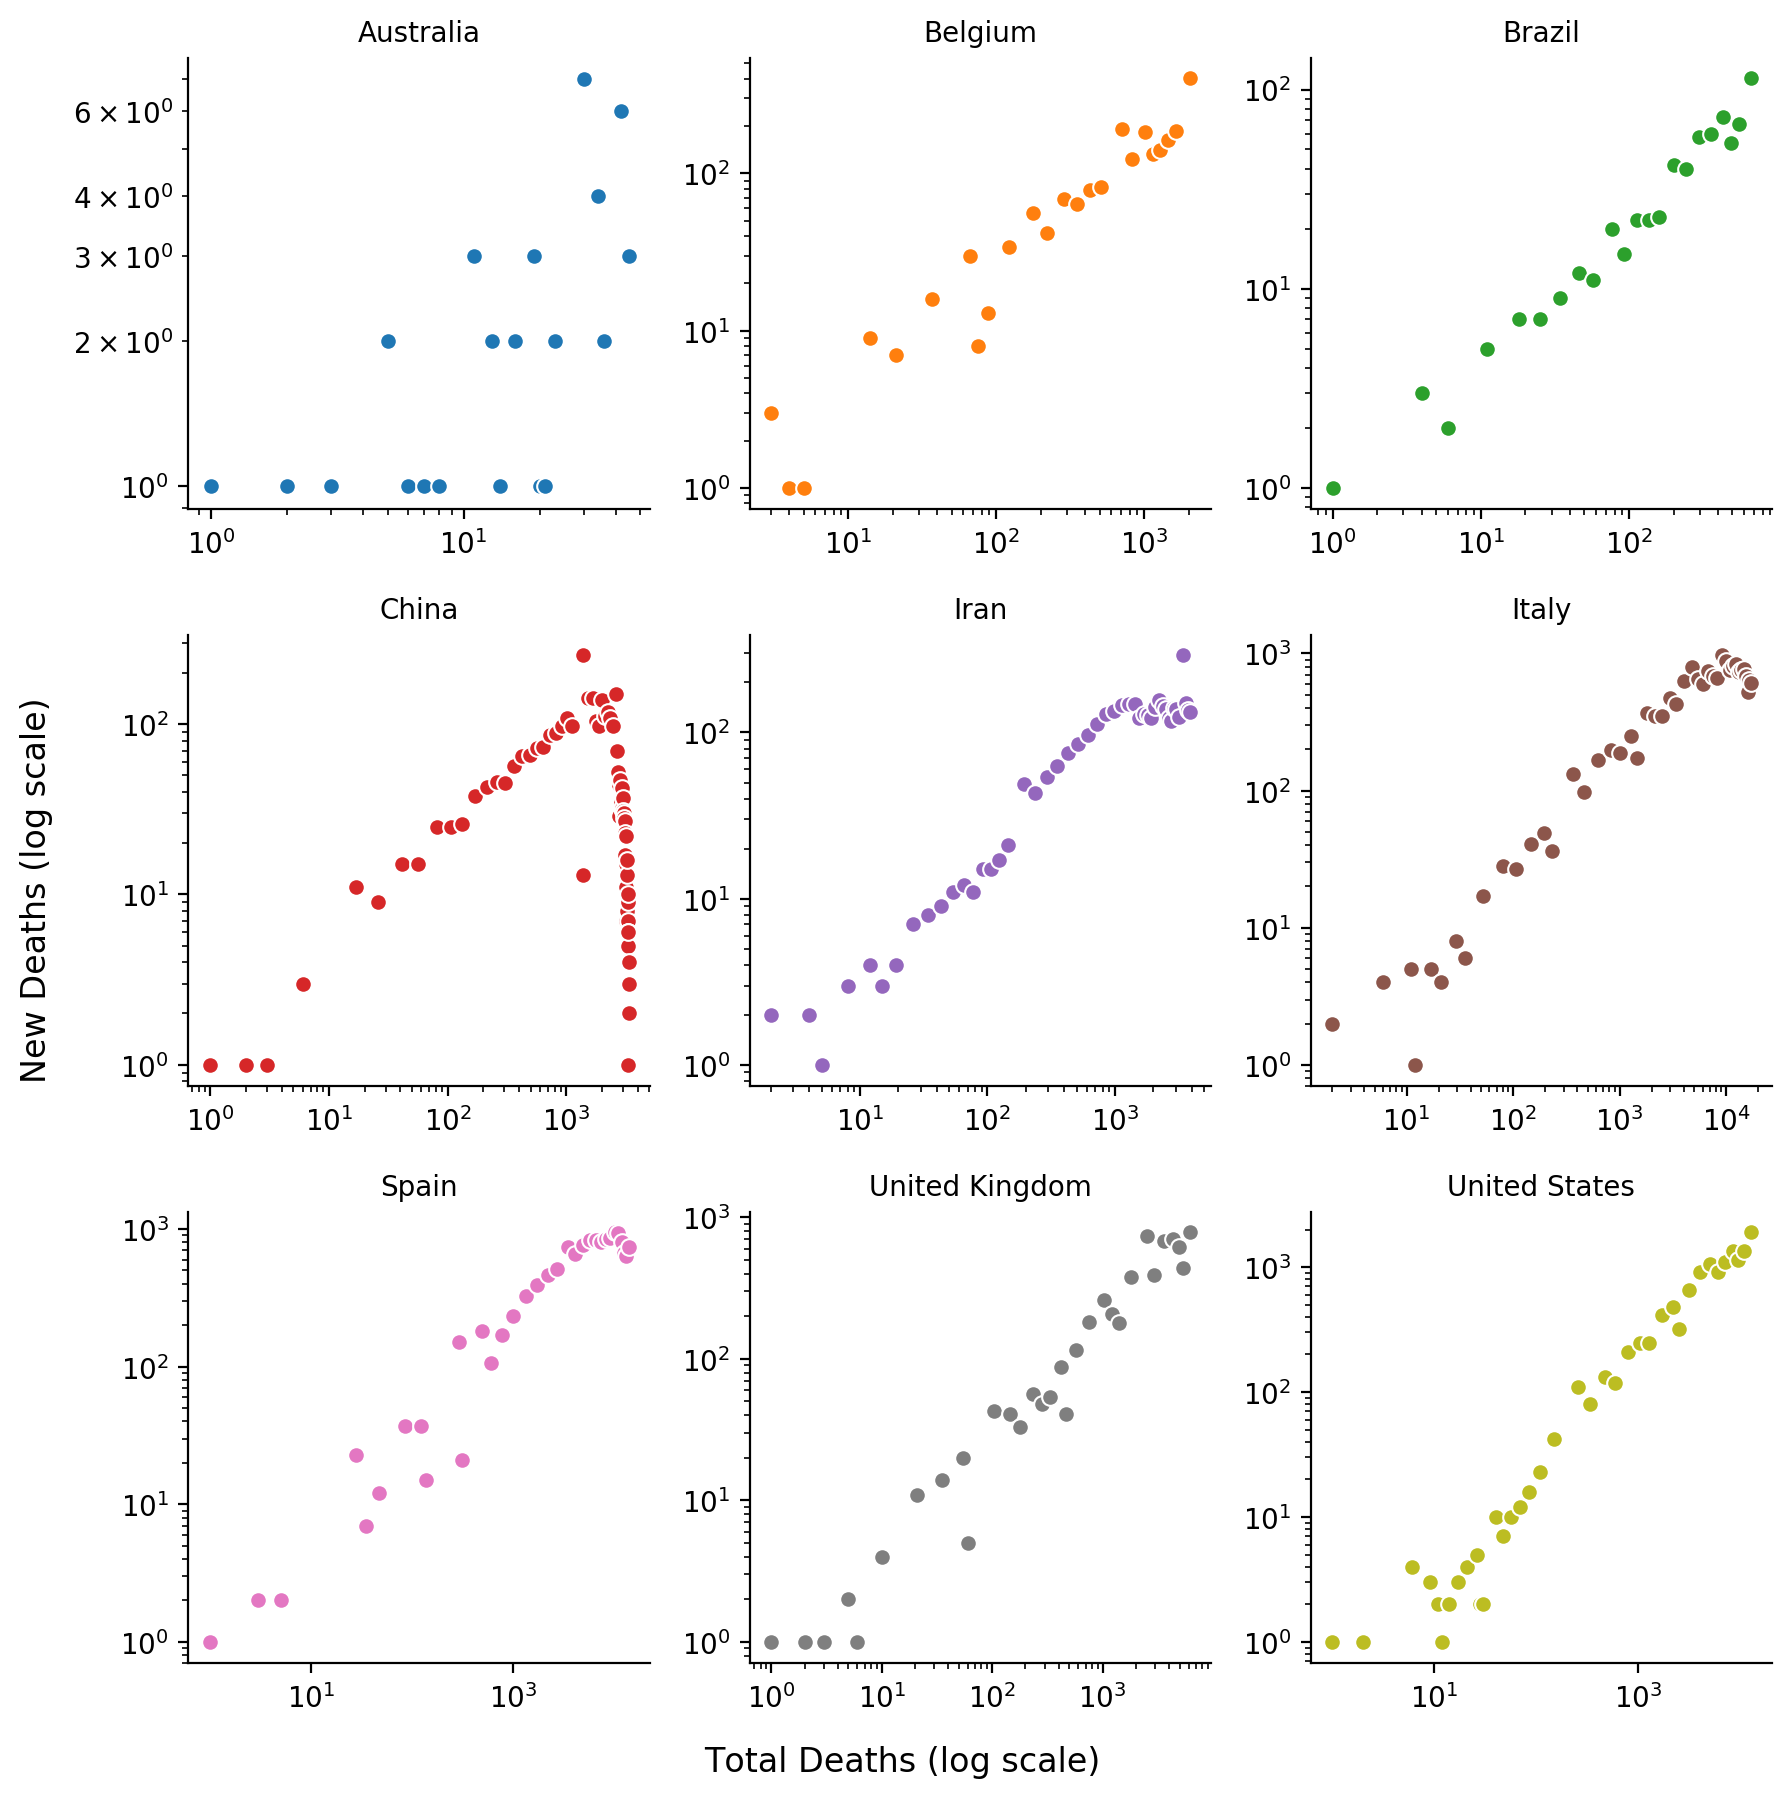 Australia
6 × 10⁰
4 × 10⁰
3 × 10⁰
2 × 10⁰
10⁰
10⁰ 10¹
Belgium
10²
10¹
10⁰
10¹ 10² 10³
Brazil
10²
10¹
10⁰
10⁰ 10¹ 10²
New Deaths (log scale)
China
10²
10¹
10⁰
10⁰ 10¹ 10² 10³
Iran
10²
10¹
10⁰
10¹ 10² 10³
Italy
10³
10²
10¹
10⁰
10¹ 10² 10³ 10⁴
Spain
10³
10²
10¹
10⁰
10¹ 10³
United Kingdom
10³
10²
10¹
10⁰
10⁰ 10¹ 10² 10³
United States
10³
10²
10¹
10⁰
10¹ 10³
Total Deaths (log scale)